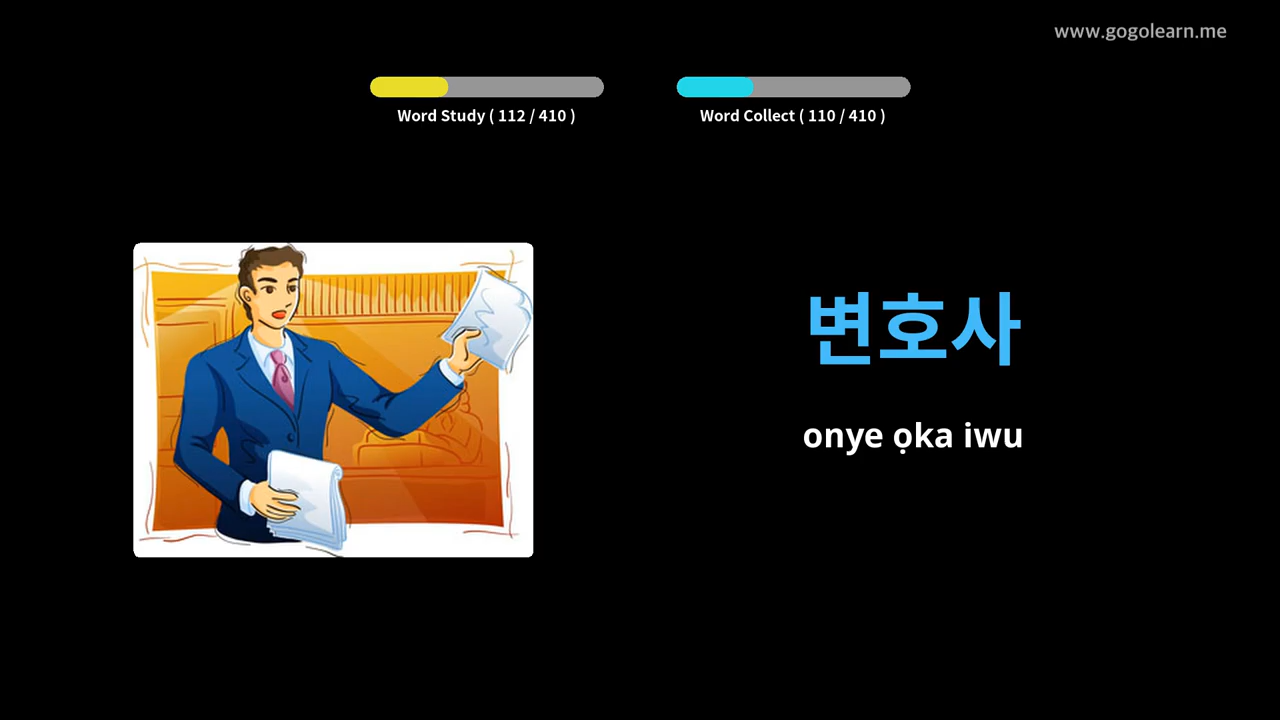 www.gogolearn.me
Word Study ( 112 / 410 )
Word Collect ( 110 / 410 )
변호사
onye ọka iwu